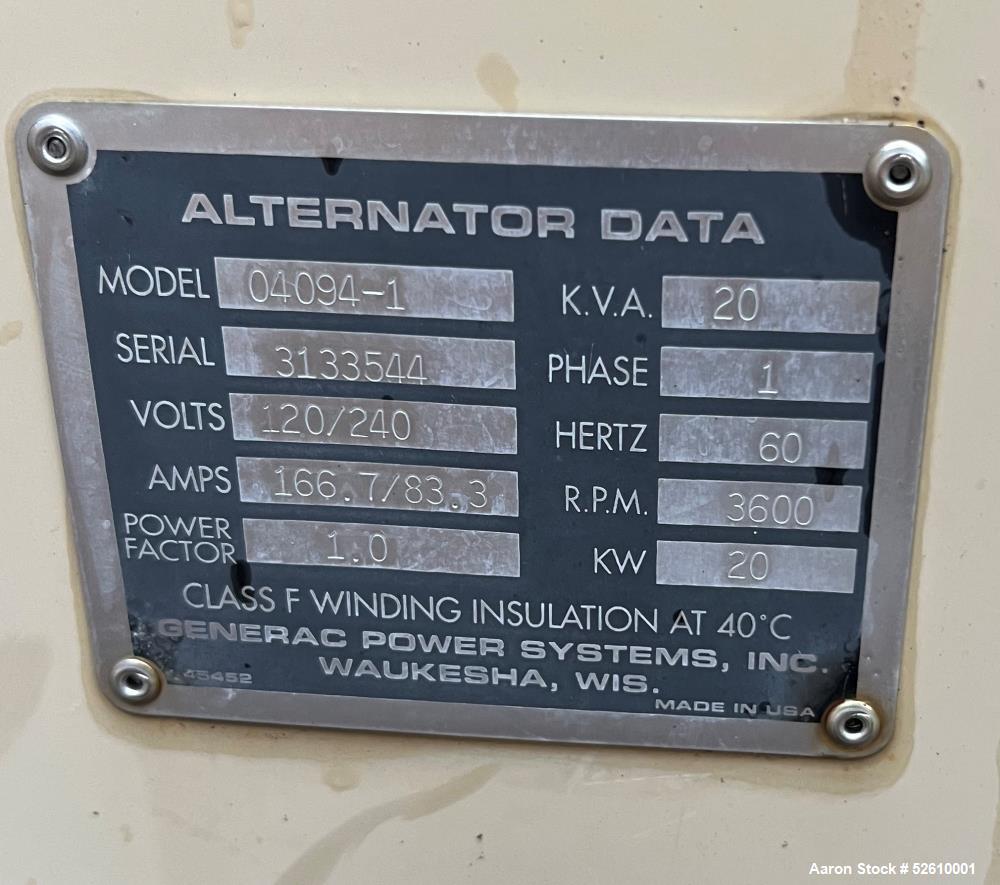 ALTERNATOR DATA
MODEL 04094-1
K.V.A. 20
SERIAL 3133544
PHASE 1
VOLTS 120/240
HERTZ 60
AMPS 166.7/83.3
R.P.M. 3600
POWER
FACTOR 1.0
KW 20
CLASS F WINDING INSULATION AT 40°C
GENERAC POWER SYSTEMS, INC.
WAUKESHA, WIS.
45452
MADE IN USA
Aaron Stock # 52610001